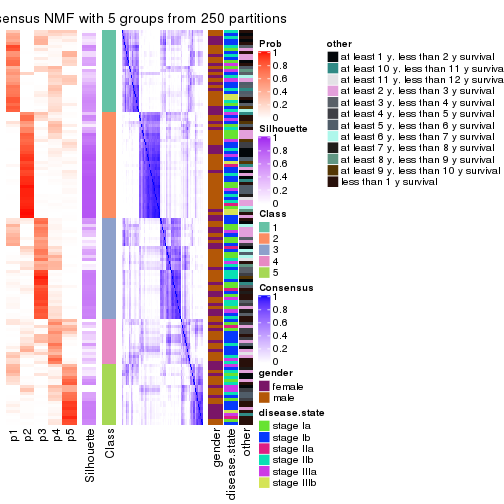 sensus NMF with 5 groups from 250 partitions
Prob
1
0.8
0.6
0.4
0.2
0
Silhouette
1
0.8
0.6
0.4
0.2
0
Class
1
2
3
4
5
Consensus
1
0.8
0.6
0.4
0.2
0
gender
female
male
disease.state
stage Ia
stage Ib
stage IIa
stage IIb
stage IIIa
stage IIIb
other
at least 1 y. less than 2 y survival
at least 10 y. less than 11 y surviva
at least 11 y. less than 12 y surviva
at least 2 y. less than 3 y survival
at least 3 y. less than 4 y survival
at least 4 y. less than 5 y survival
at least 5 y. less than 6 y survival
at least 6 y. less than 7 y survival
at least 7 y. less than 8 y survival
at least 8 y. less than 9 y survival
at least 9 y. less than 10 y survival
less than 1 y survival
p1
p2
p3
p4
p5
Silhouette
Class
gender
disease.state
other